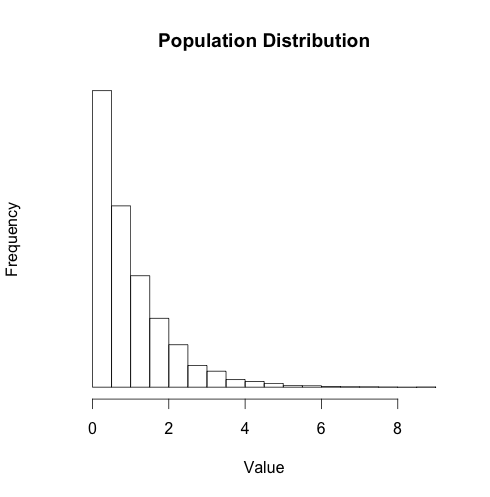 Population Distribution
Frequency
0 2 4 6 8
Value